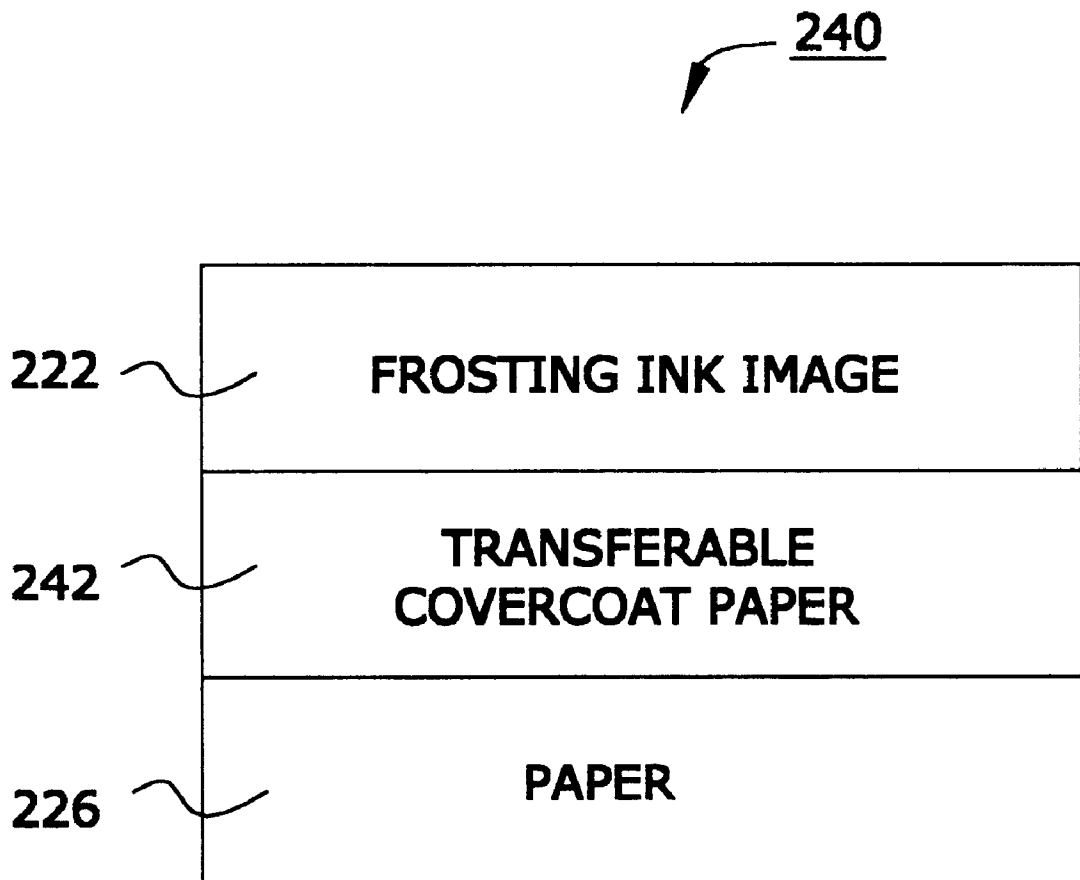 240
222
FROSTING INK IMAGE
242
TRANSFERABLE
COVERCOAT PAPER
226
PAPER